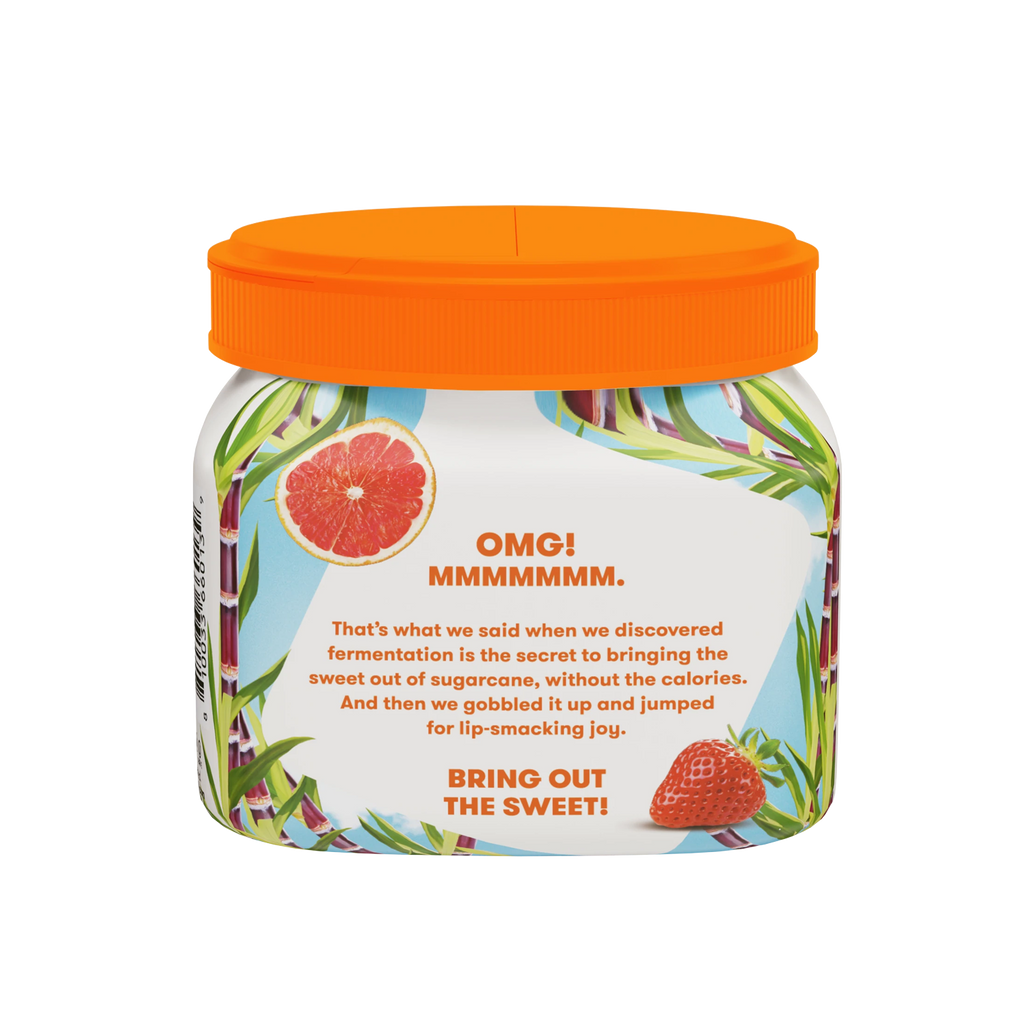 OMG!
MMMMMMM.
That's what we said when we discovered
fermentation is the secret to bringing the
sweet out of sugarcane, without the calories.
And then we gobbled it up and jumped
for lip-smacking joy.
BRING OUT
THE SWEET!